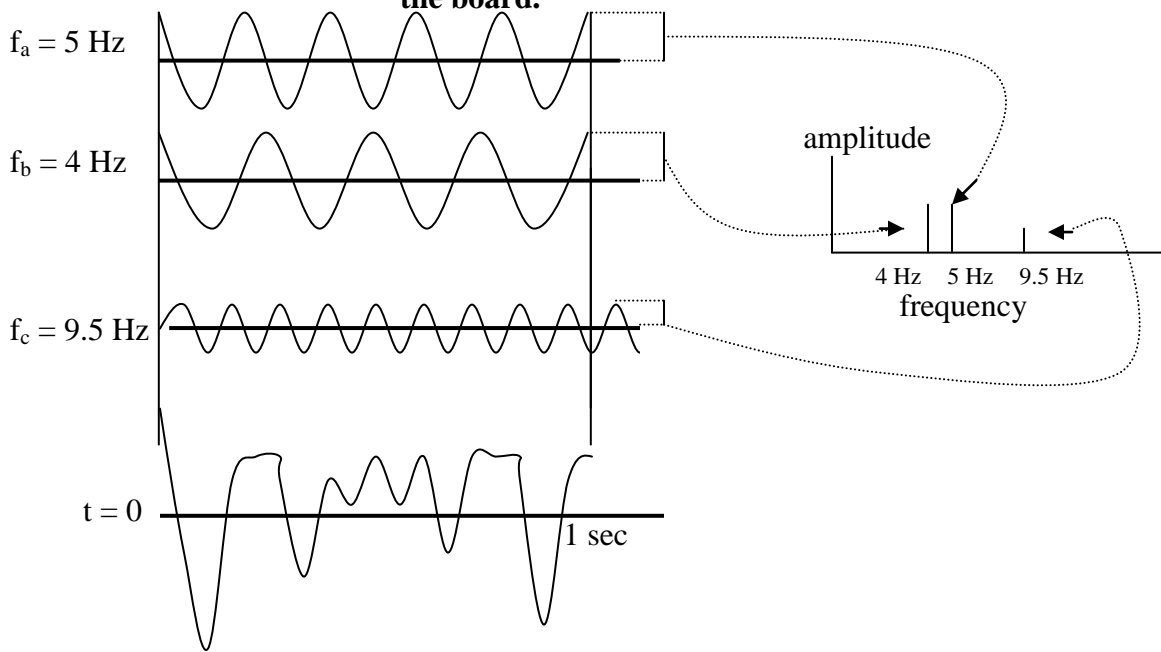 the board.
fa = 5 Hz
fb = 4 Hz
amplitude
4 Hz 5 Hz 9.5 Hz
frequency
fc = 9.5 Hz
t = 0
1 sec